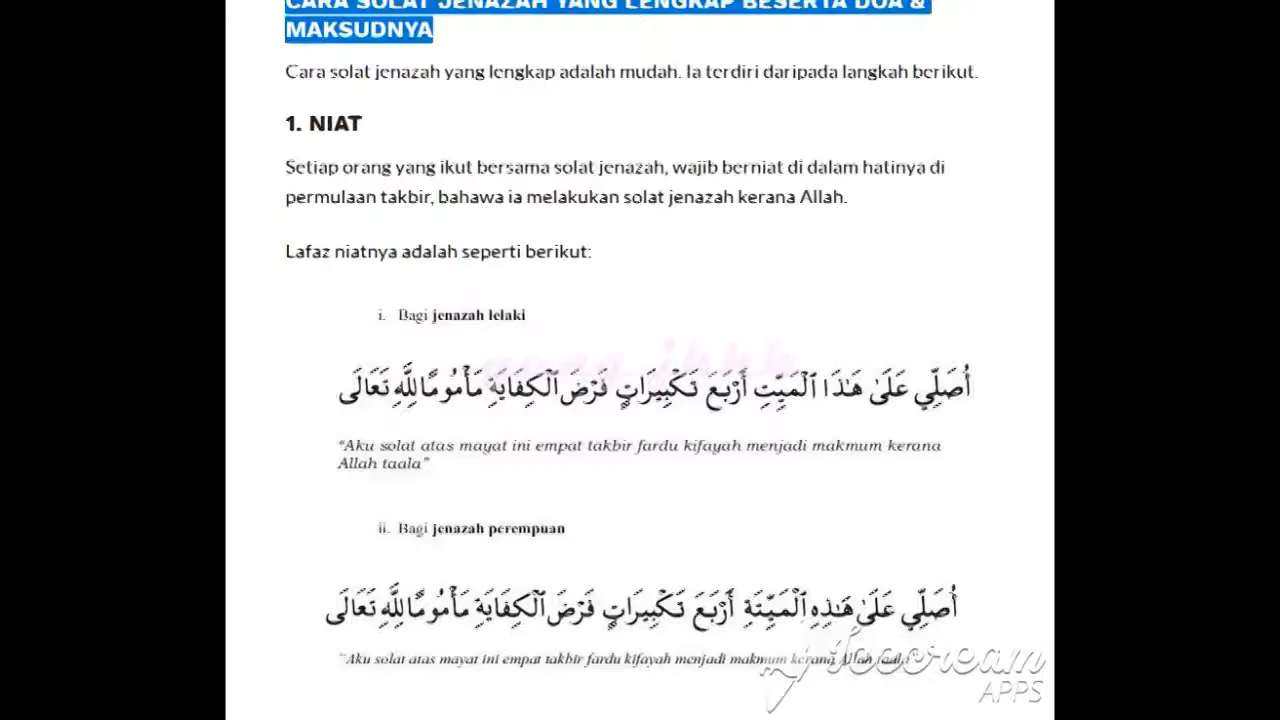 CARA SOLAT JENAZAH YANG LENGKAP BESERTA DOA &
MAKSUDNYA
Cara solat jenazah yang lengkap adalah mudah. Ia terdiri daripada langkah berikut.
1. NIAT
Setiap orang yang ikut bersama solat jenazah, wajib berniat di dalam hatinya di
permulaan takbir, bahawa ia melakukan solat jenazah kerana Allah.
Lafaz niatnya adalah seperti berikut:
i. Bagi jenazah lelaki
أُصَلِّي عَلَىٰ هَـٰذَا ٱلْمَيِّتِ أَرْبَعَ تَكْبِيرَاتٍ فَرْضَ ٱلْكِفَايَةِ مَأْمُومًا لِلَّهِ تَعَالَى
“Aku solat atas mayat ini empat takbir fardu kifayah menjadi makmum kerana
Allah taala”
ii. Bagi jenazah perempuan
أُصَلِّي عَلَىٰ هَـٰذِهِ ٱلْمَيِّتَةِ أَرْبَعَ تَكْبِيرَاتٍ فَرْضَ ٱلْكِفَايَةِ مَأْمُومًا لِلَّهِ تَعَالَى
“Aku solat atas mayat ini empat takbir fardu kifayah menjadi makmum kerana Allah taala”
Icecream
APPS